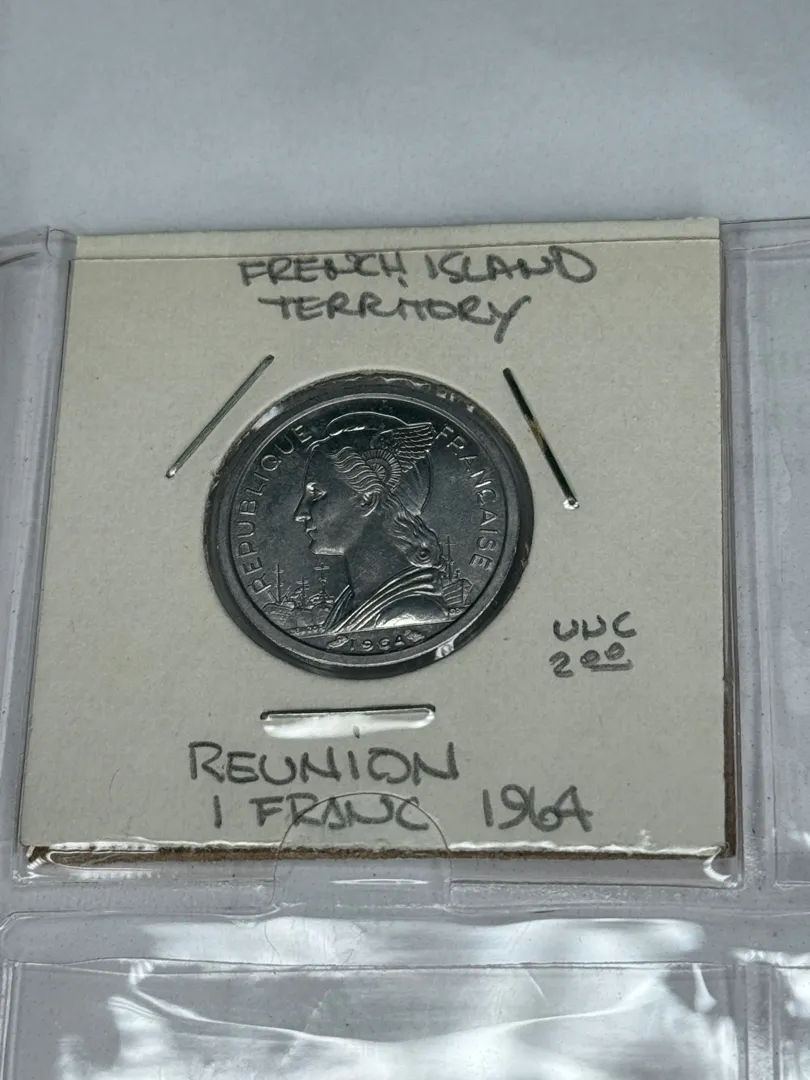 FRENCH ISLAND
TERRITORY
REPUBLIQUE FRANCAISE
1964
UNC
200
REUNION
1 FRANC 1964